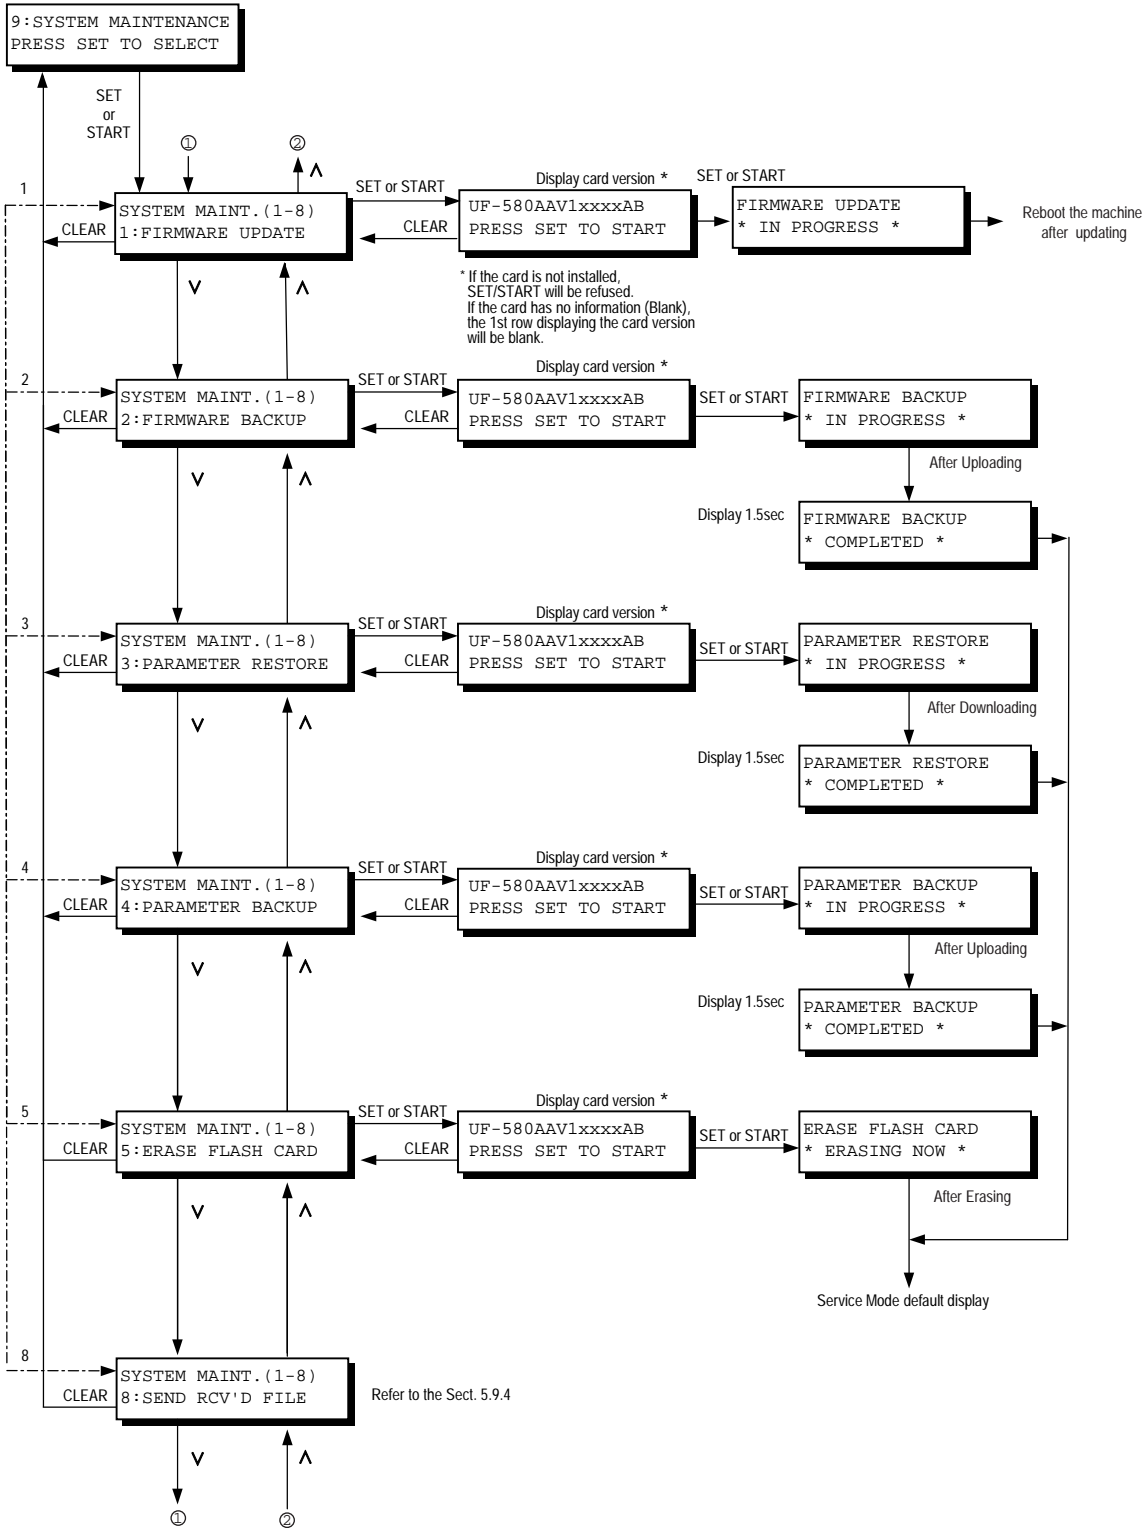 9:SYSTEM MAINTENANCE
PRESS SET TO SELECT
SET
or
START
①
②
∧
1
SYSTEM MAINT.(1-8)
1:FIRMWARE UPDATE
CLEAR
SET or START
CLEAR
Display card version *
UF-580AAV1xxxxAB
PRESS SET TO START
SET or START
FIRMWARE UPDATE
* IN PROGRESS *
Reboot the machine
after updating
* If the card is not installed,
SET/START will be refused.
If the card has no information (Blank),
the 1st row displaying the card version
will be blank.
∨
∧
2
SYSTEM MAINT.(1-8)
2:FIRMWARE BACKUP
CLEAR
SET or START
CLEAR
Display card version *
UF-580AAV1xxxxAB
PRESS SET TO START
SET or START
FIRMWARE BACKUP
* IN PROGRESS *
After Uploading
Display 1.5sec
FIRMWARE BACKUP
* COMPLETED *
∨
∧
3
SYSTEM MAINT.(1-8)
3:PARAMETER RESTORE
CLEAR
SET or START
CLEAR
Display card version *
UF-580AAV1xxxxAB
PRESS SET TO START
SET or START
PARAMETER RESTORE
* IN PROGRESS *
After Downloading
Display 1.5sec
PARAMETER RESTORE
* COMPLETED *
∨
∧
4
SYSTEM MAINT.(1-8)
4:PARAMETER BACKUP
CLEAR
SET or START
CLEAR
Display card version *
UF-580AAV1xxxxAB
PRESS SET TO START
SET or START
PARAMETER BACKUP
* IN PROGRESS *
After Uploading
Display 1.5sec
PARAMETER BACKUP
* COMPLETED *
∨
∧
5
SYSTEM MAINT.(1-8)
5:ERASE FLASH CARD
CLEAR
SET or START
CLEAR
Display card version *
UF-580AAV1xxxxAB
PRESS SET TO START
SET or START
ERASE FLASH CARD
* ERASING NOW *
After Erasing
Service Mode default display
∨
∧
8
SYSTEM MAINT.(1-8)
8:SEND RCV'D FILE
CLEAR
Refer to the Sect. 5.9.4
∨
∧
①
②